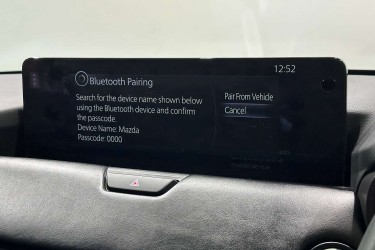 12:52
Bluetooth Pairing
Search for the device name shown below
using the Bluetooth device and confirm
the passcode.
Device Name: Mazda
Passcode: 0000
Pair From Vehicle
Cancel